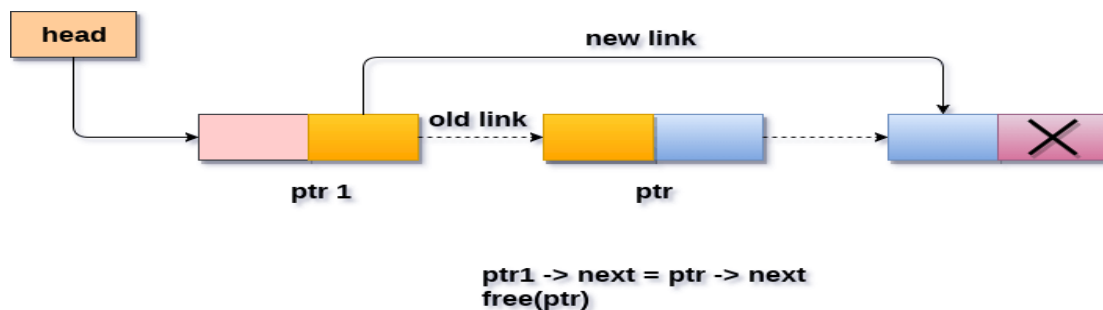 head
new link
old link
ptr 1
ptr
ptr1 -> next = ptr -> next
free(ptr)